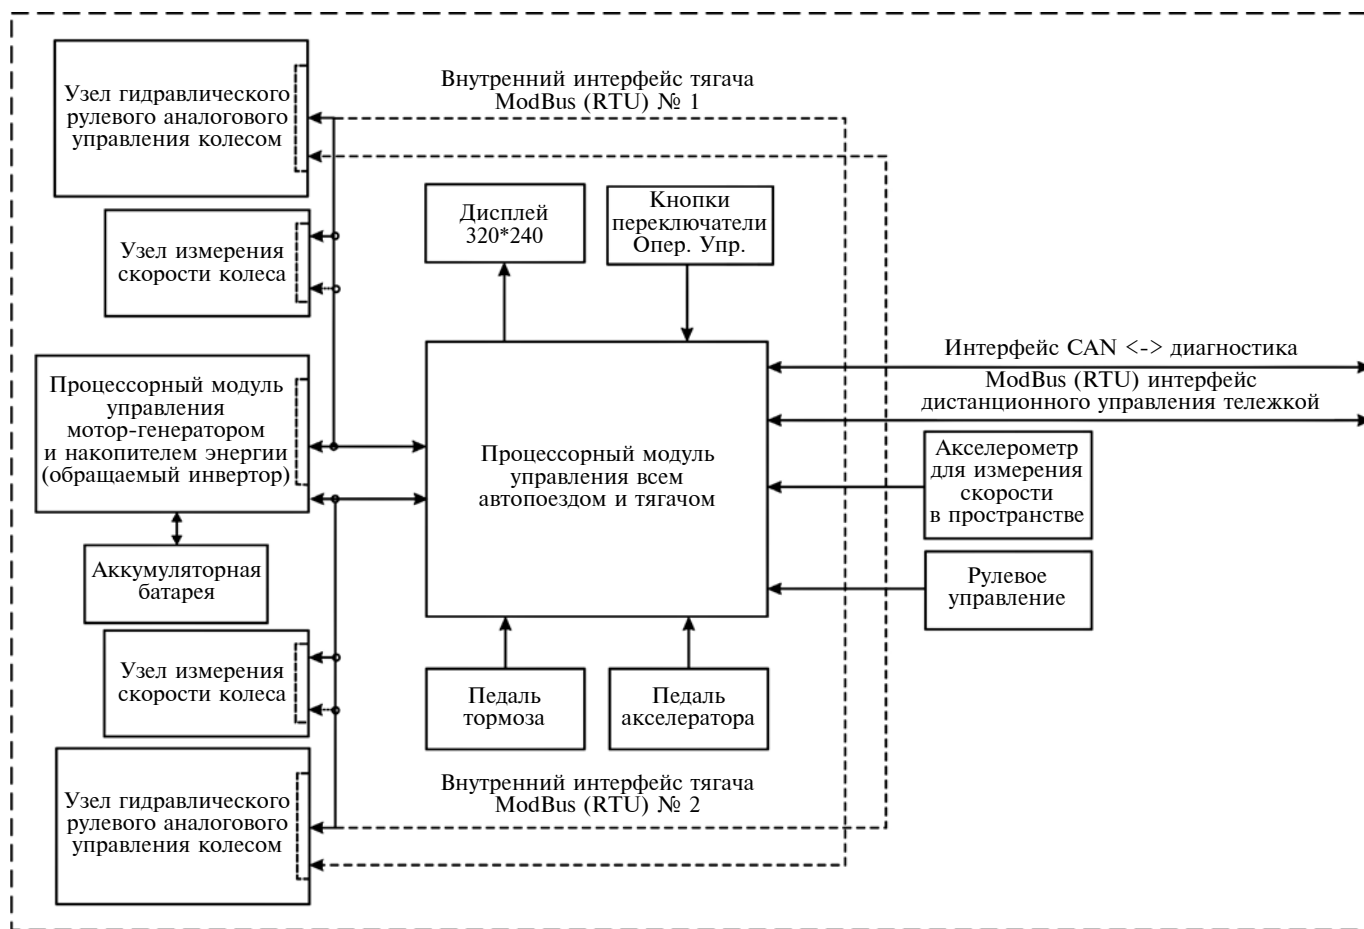 Узел гидравлического
рулевого аналогового
управления колесом
Внутренний интерфейс тягача
ModBus (RTU) № 1
Узел измерения
скорости колеса
Дисплей
320*240
Кнопки
переключатели
Опер. Упр.
Процессорный модуль
управления
мотор-генератором
и накопителем энергии
(обращаемый инвертор)
Процессорный модуль
управления всем
автопоездом и тягачом
Интерфейс CAN <-> диагностика
ModBus (RTU) интерфейс
дистанционного управления тележкой
Акселерометр
для измерения
скорости
в пространстве
Аккумуляторная
батарея
Рулевое
управление
Узел измерения
скорости колеса
Педаль
тормоза
Педаль
акселератора
Внутренний интерфейс тягача
ModBus (RTU) № 2
Узел гидравлического
рулевого аналогового
управления колесом